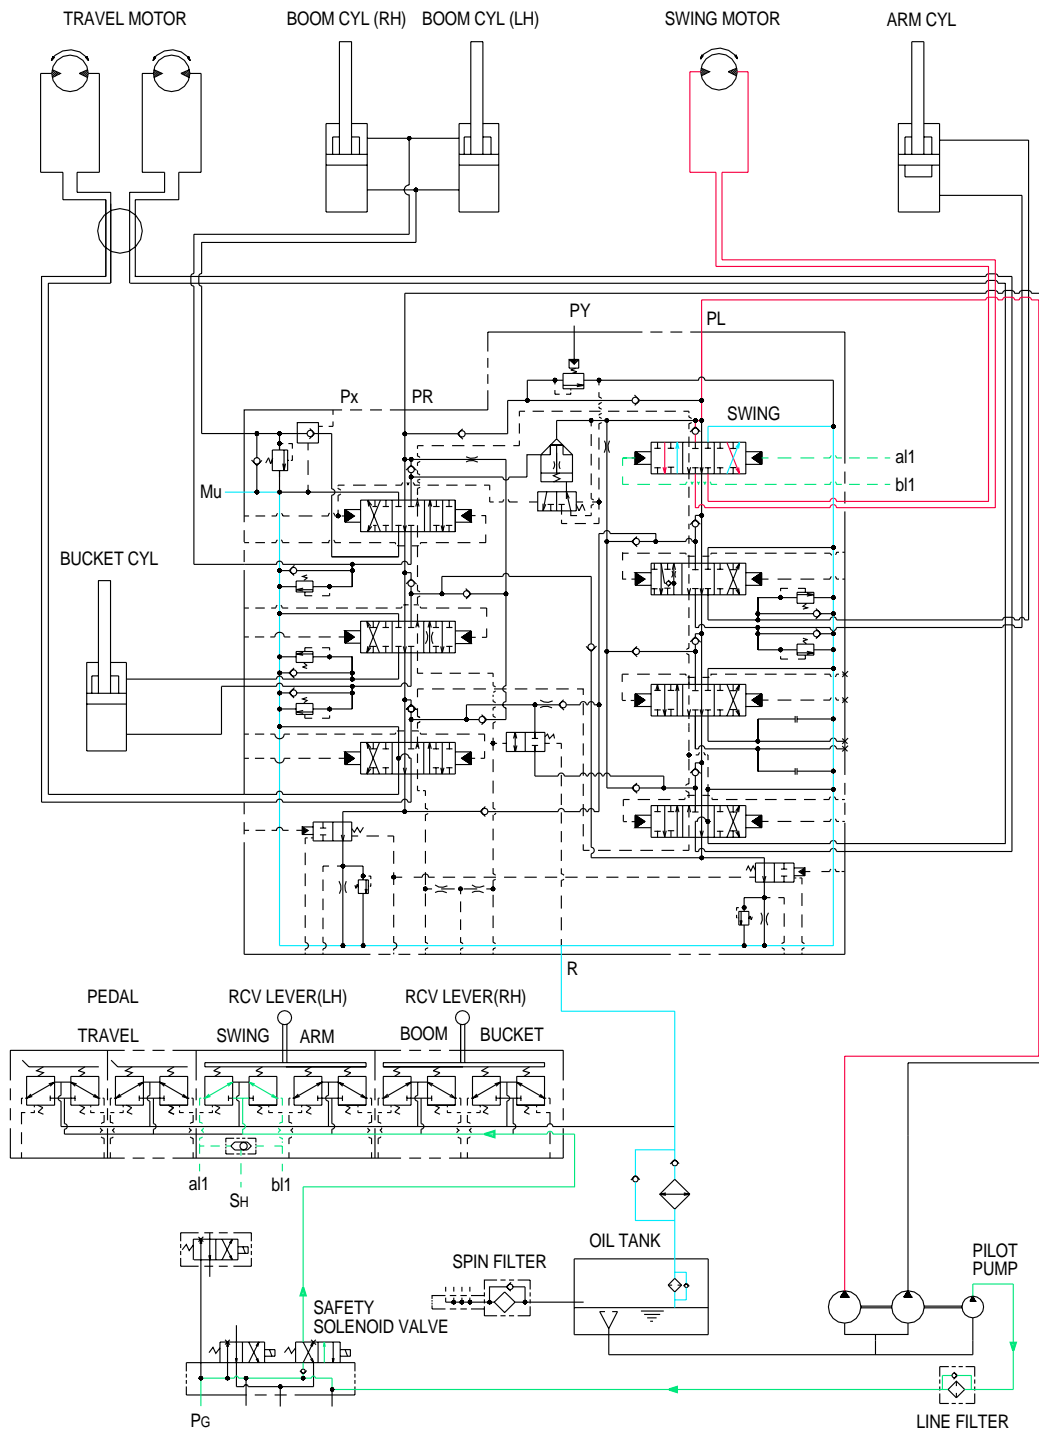 TRAVEL MOTOR
BOOM CYL (RH)
BOOM CYL (LH)
SWING MOTOR
ARM CYL
PY
PL
Px
PR
SWING
al1
Mu
bl1
BUCKET CYL
R
PEDAL
RCV LEVER(LH)
RCV LEVER(RH)
TRAVEL
SWING
ARM
BOOM
BUCKET
al1
bl1
SH
OIL TANK
SPIN FILTER
PILOT
PUMP
SAFETY
SOLENOID VALVE
PG
LINE FILTER